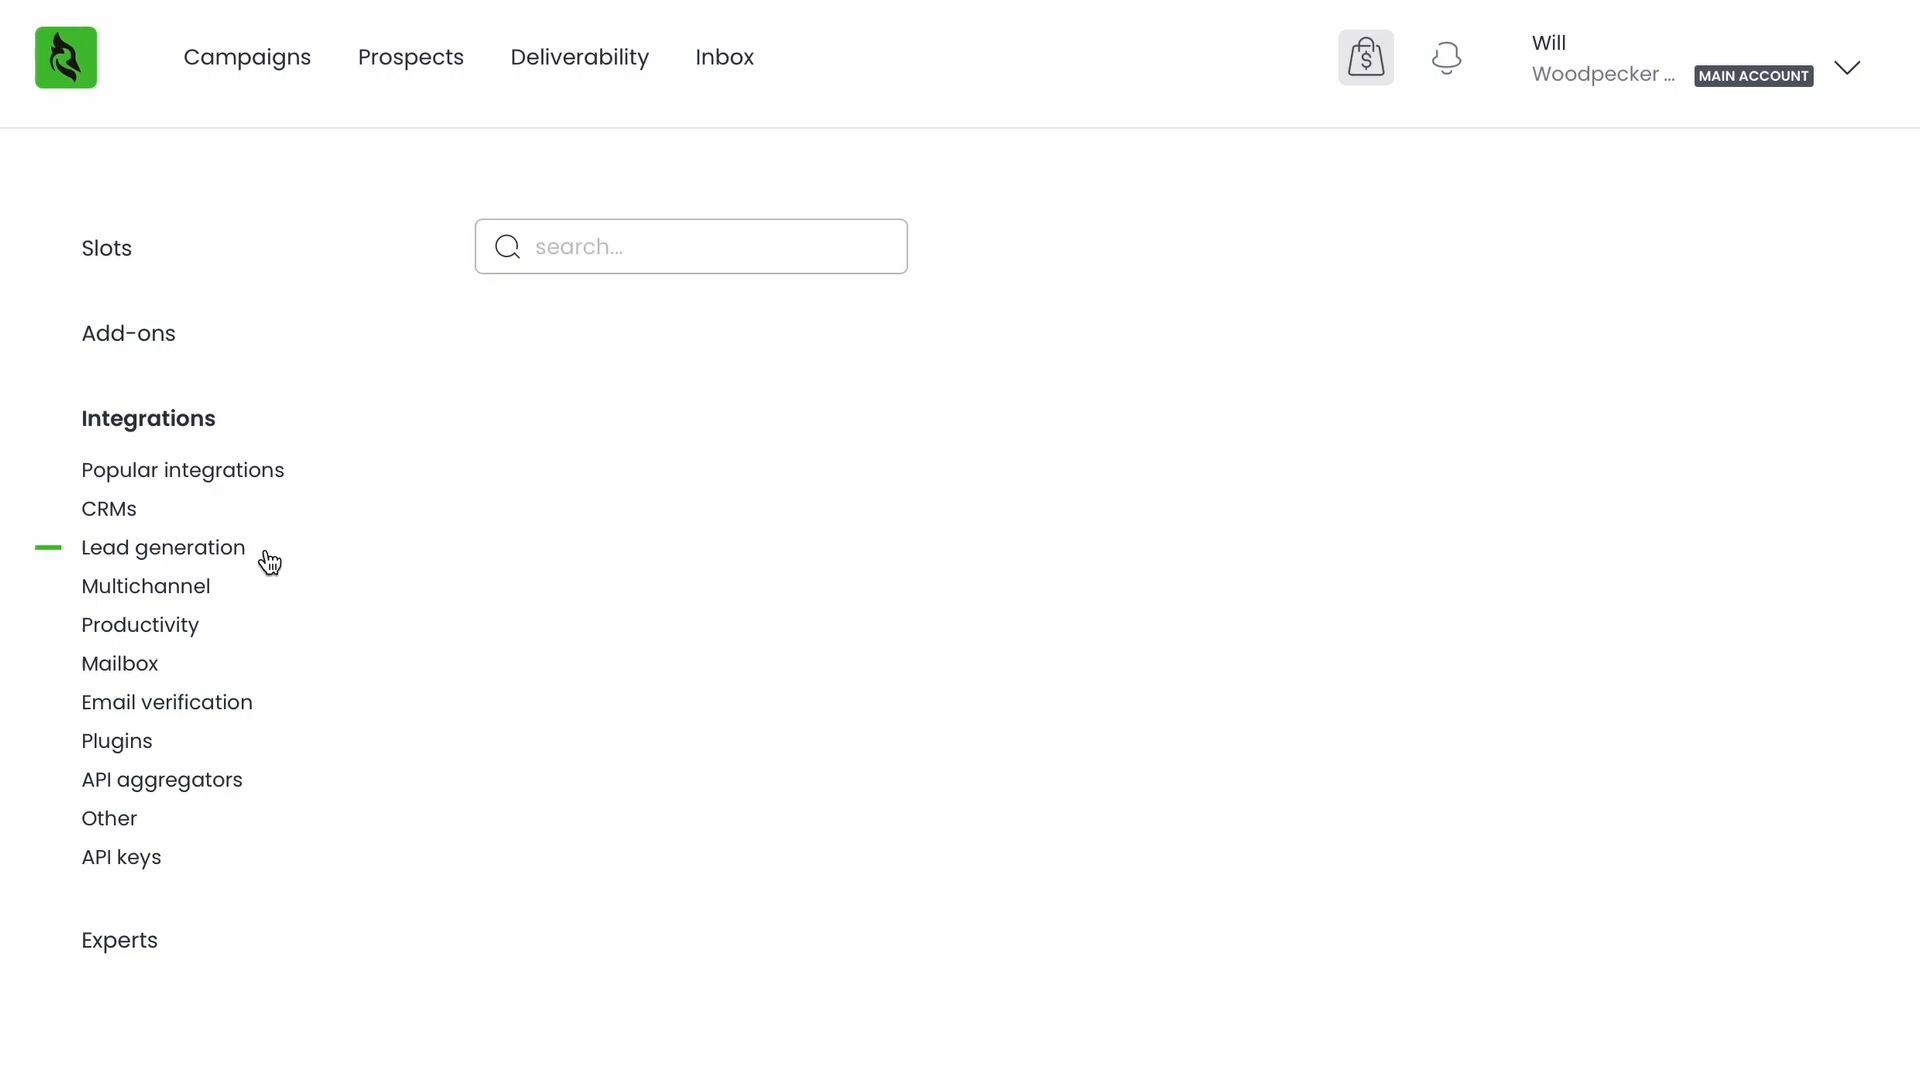 Campaigns
Prospects
Deliverability
Inbox
Will
Woodpecker ...
MAIN ACCOUNT
Slots
search...
Add-ons
Integrations
Popular integrations
CRMs
Lead generation
Multichannel
Productivity
Mailbox
Email verification
Plugins
API aggregators
Other
API keys
Experts